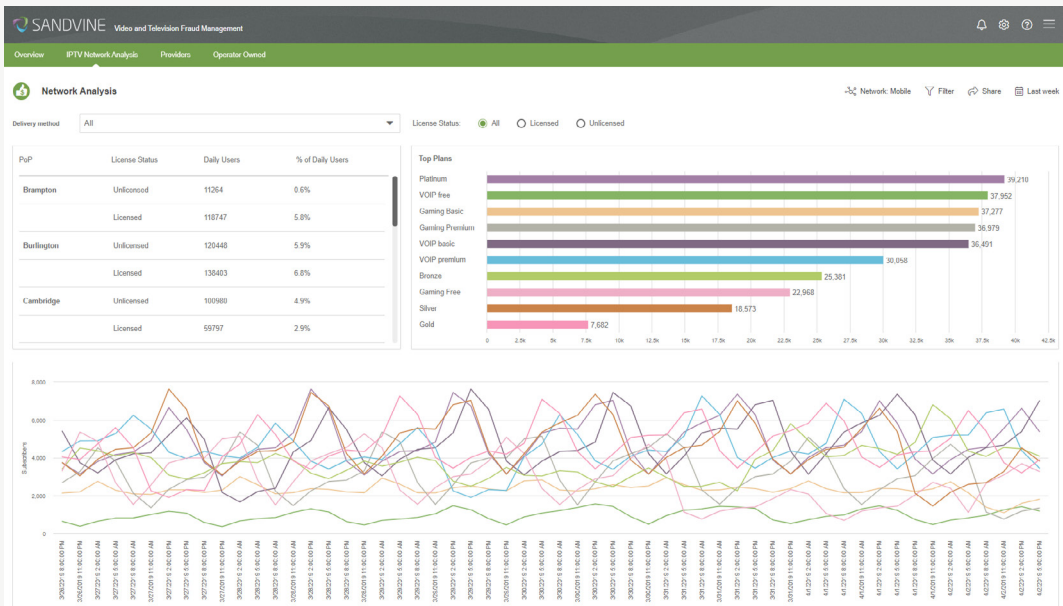 SANDVINE Video and Television Fraud Management
Overview IPTV Network Analysis Providers Operator Owned
Network Analysis
Network: Mobile Filter Share Last week
Delivery method All License Status: All Licensed Unlicensed
PoP License Status Daily Users % of Daily Users
Brampton Unlicensed 11264 0.6%
Licensed 118747 5.8%
Burlington Unlicensed 120448 5.9%
Licensed 138403 6.8%
Cambridge Unlicensed 100980 4.9%
Licensed 59797 2.9%
Top Plans
Platinum 39,210
VOIP free 37,952
Gaming Basic 37,277
Gaming Premium 36,979
VOIP basic 36,491
VOIP premium 30,058
Bronze 25,381
Gaming Free 22,968
Silver 18,573
Gold 7,682
0 2.5k 5k 7.5k 10k 12.5k 15k 17.5k 20k 22.5k 25k 27.5k 30k 32.5k 35k 37.5k 40k 42.5k
8,000
6,000
4,000
2,000
0
Subscribers